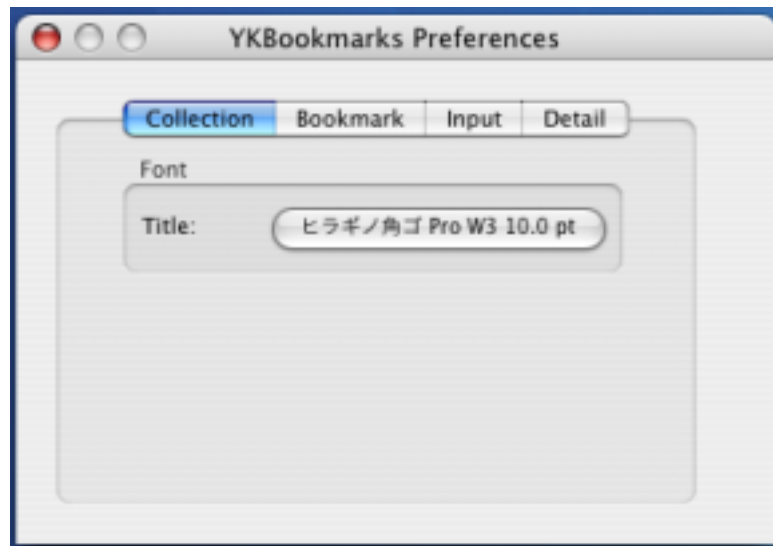 YKBookmarks Preferences
Collection Bookmark Input Detail
Font
Title: ヒラギノ角ゴ Pro W3 10.0 pt